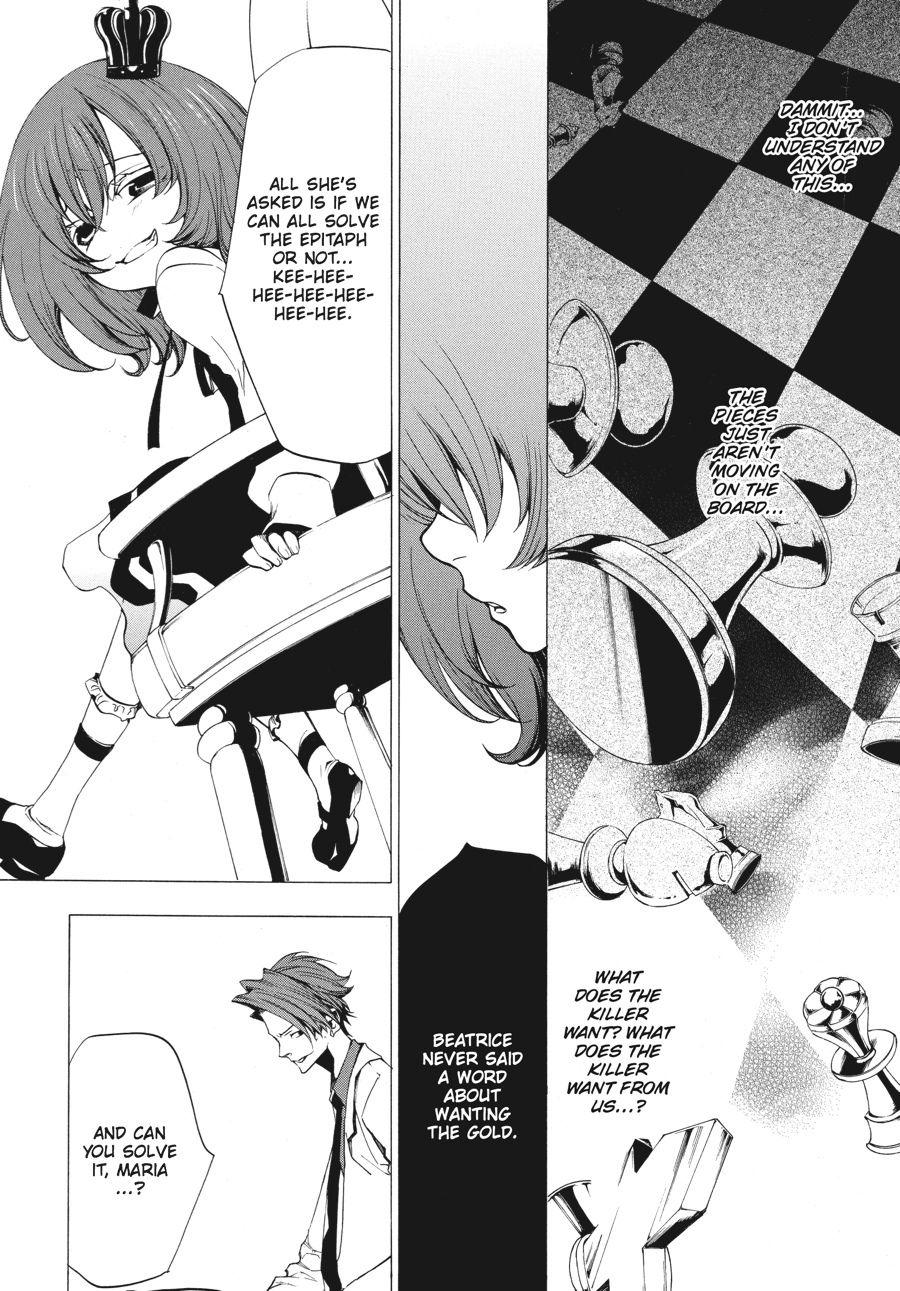 DAMMIT...
I DON'T
UNDERSTAND
ANY OF
THIS...
THE
PIECES
JUST
AREN'T
MOVING
ON THE
BOARD...
WHAT
DOES THE
KILLER
WANT? WHAT
DOES THE
KILLER
WANT FROM
US...?
BEATRICE
NEVER SAID
A WORD
ABOUT
WANTING
THE GOLD.
ALL SHE'S
ASKED IS IF WE
CAN ALL SOLVE
THE EPITAPH
OR NOT...
KEE-HEE-
HEE-HEE-HEE-
HEE-HEE.
AND CAN
YOU SOLVE
IT, MARIA
...?